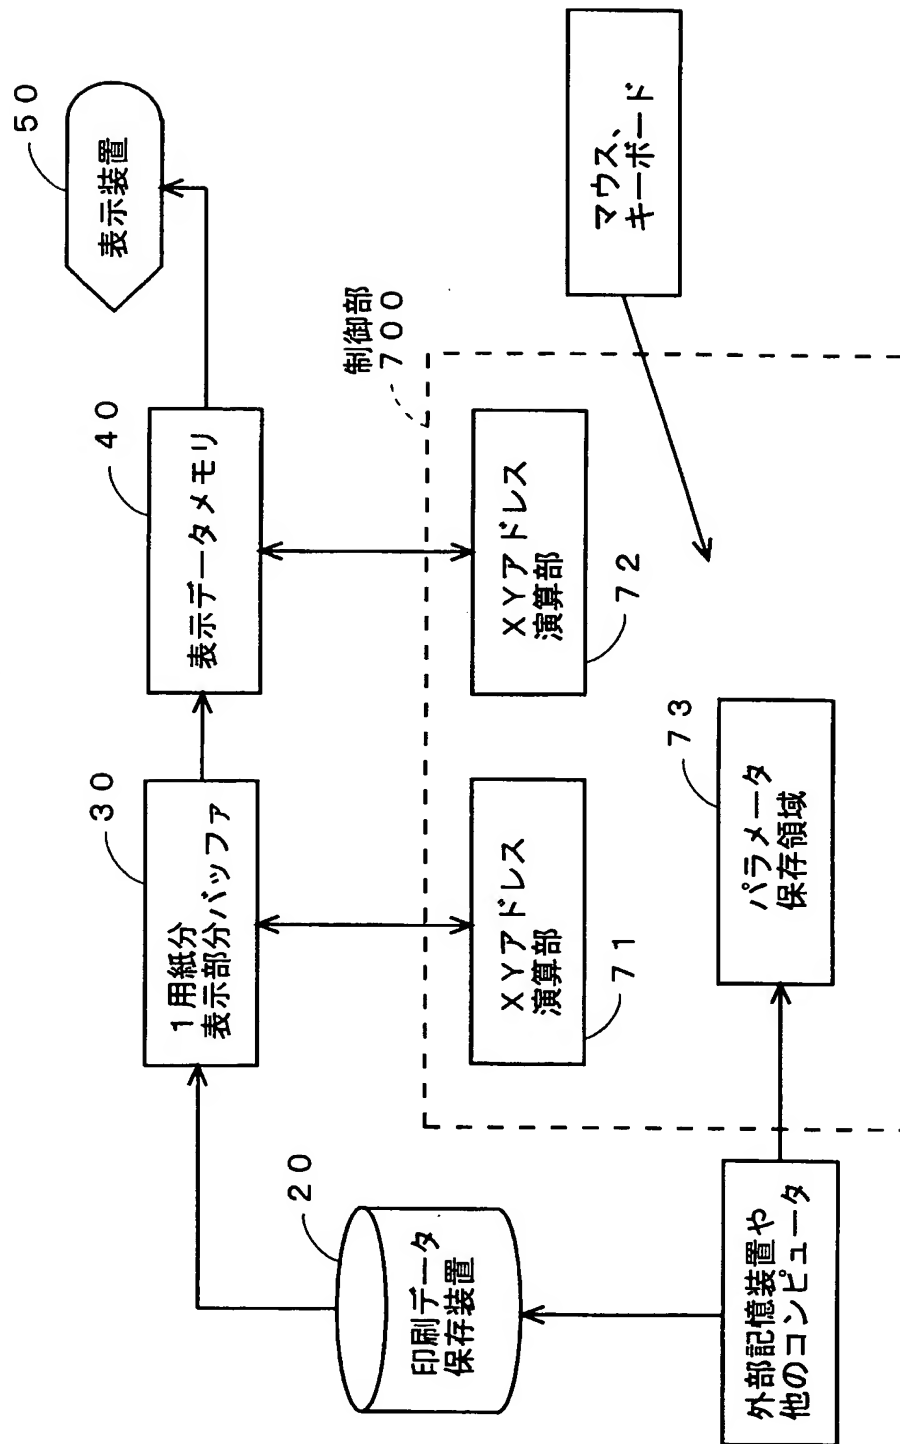 ５０
表示装置
４０
表示データメモリ
３０
１用紙分
表示部分バッファ
２０
印刷データ
保存装置
制御部
７００
ＸＹアドレス
演算部
７１
ＸＹアドレス
演算部
７２
パラメータ
保存領域
７３
マウス、
キーボード
外部記憶装置や
他のコンピュータ